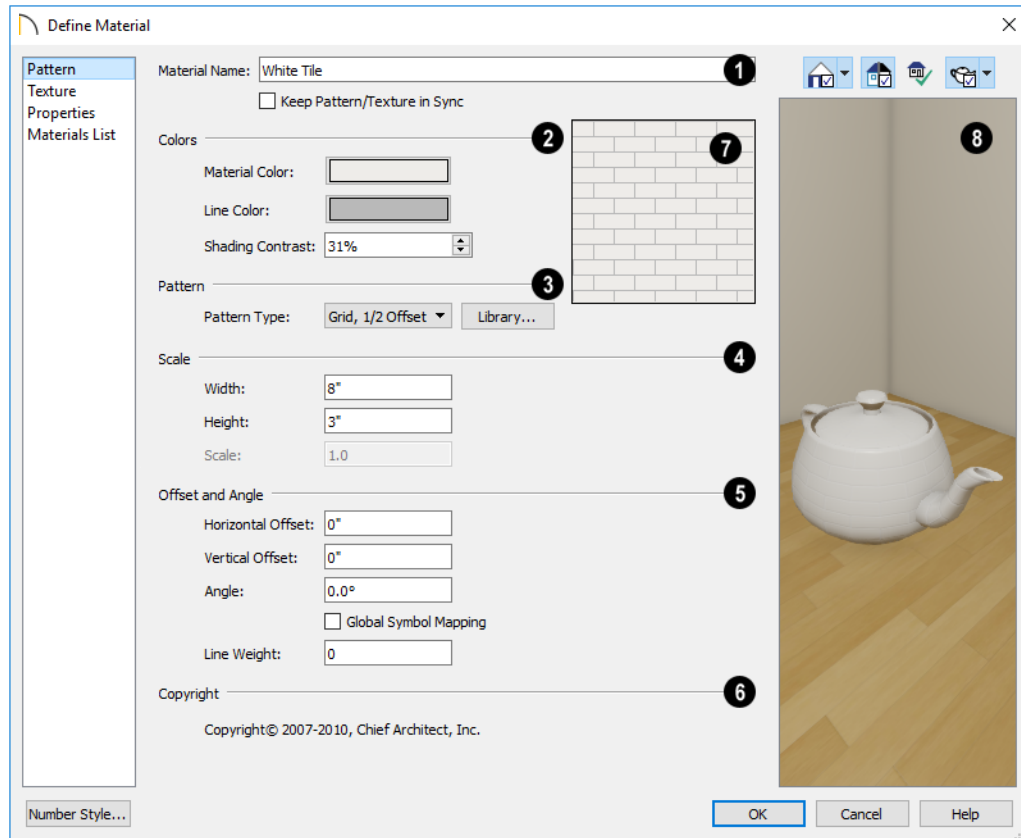 Define Material
Pattern
Texture
Properties
Materials List
Material Name: White Tile 1
Keep Pattern/Texture in Sync
Colors 2
Material Color:
Line Color:
Shading Contrast: 31%
Pattern 3
Pattern Type: Grid, 1/2 Offset Library...
Scale 4
Width: 8"
Height: 3"
Scale: 1.0
Offset and Angle 5
Horizontal Offset: 0"
Vertical Offset: 0"
Angle: 0.0°
Global Symbol Mapping
Line Weight: 0
Copyright 6
Copyright© 2007-2010, Chief Architect, Inc.
7
8
Number Style... OK Cancel Help